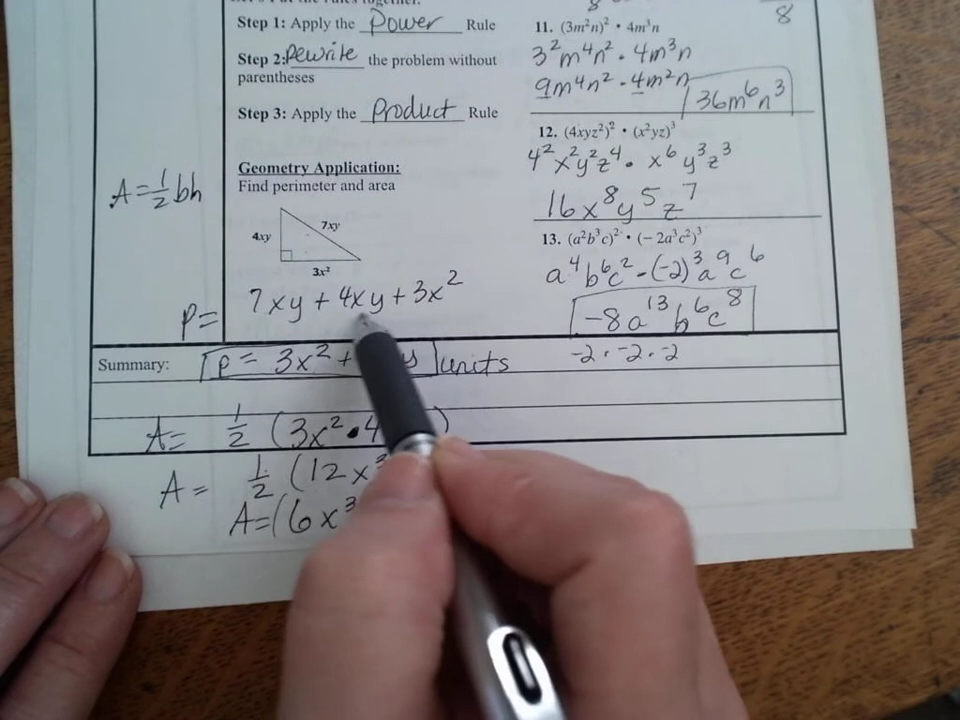 Step 1: Apply the Power Rule
Step 2: Rewrite the problem without
parentheses
Step 3: Apply the Product Rule
A = 1/2 bh
Geometry Application:
Find perimeter and area
4xy
7xy
3x²
P = 7xy + 4xy + 3x²
8
11. (3m²n)² • 4m³n
3²m⁴n² · 4m³n
9m⁴n² · 4m²n
36m⁶n³
12. (4xyz²)² • (x²yz)³
4²x²y²z⁴ · x⁶y³z³
16x⁸y⁵z⁷
13. (a²b³c)² • (– 2a³c²)³
a⁴b⁶c² · (-2)³a⁹c⁶
-8a¹³b⁶c⁸
-2 · -2 · -2
Summary: P = 3x² + y units
A = 1/2 (3x² · 4 )
A = 1/2 (12x³
A = (6x³